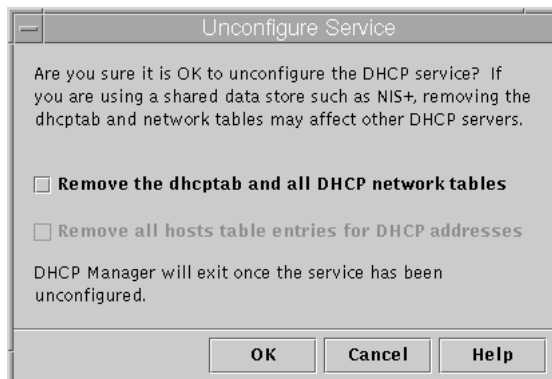 Unconfigure Service
Are you sure it is OK to unconfigure the DHCP service? If
you are using a shared data store such as NIS+, removing the
dhcptab and network tables may affect other DHCP servers.
Remove the dhcptab and all DHCP network tables
Remove all hosts table entries for DHCP addresses
DHCP Manager will exit once the service has been
unconfigured.
OK Cancel Help